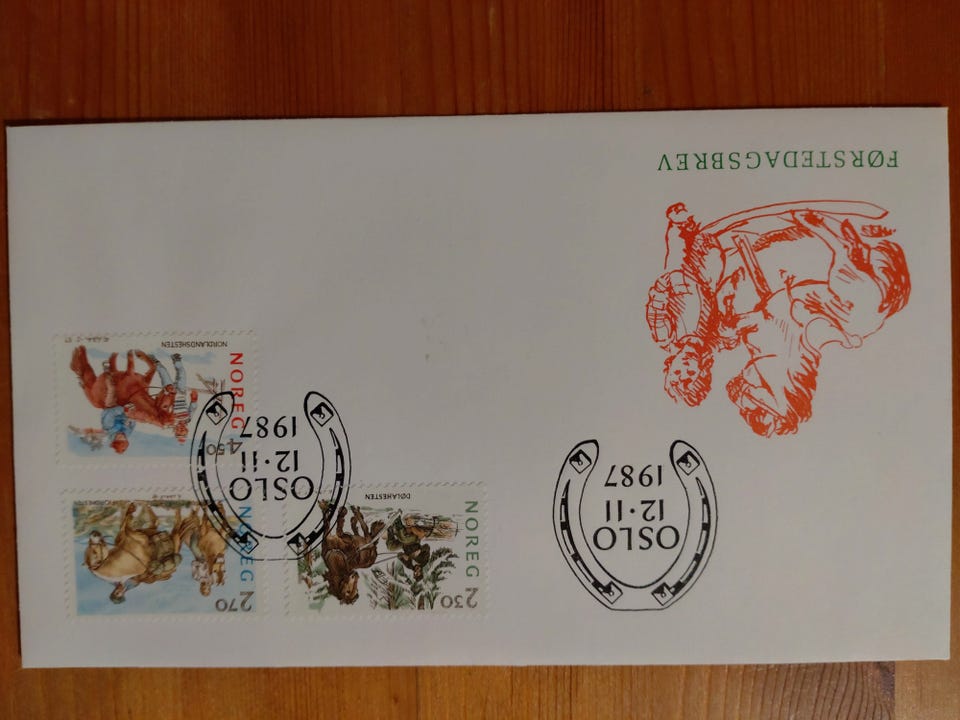 2.30
NOREG
DØLAHESTEN
2.70
NOREG
OSLO
12·11
1987
4.50
NOREG
NORDLANDSHESTEN
OSLO
12·11
1987
FØRSTEDAGSBREV